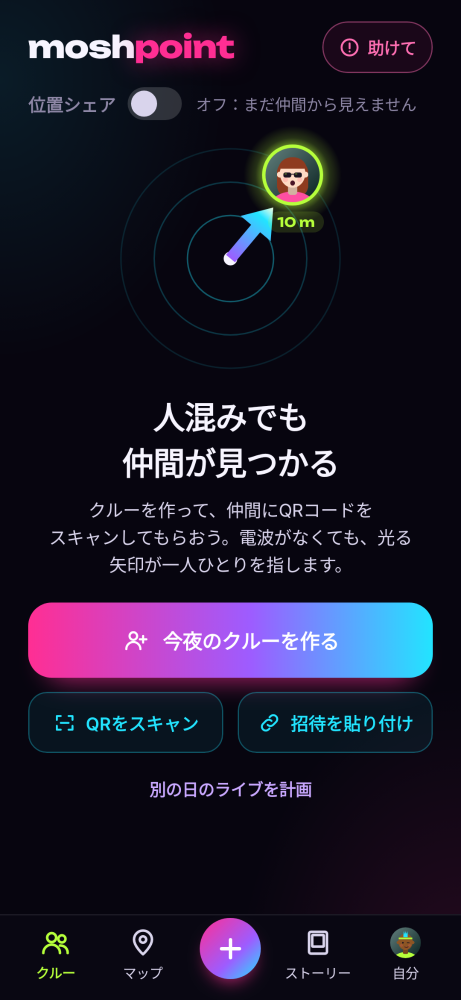 moshpoint
助けて
位置シェア
オフ：まだ仲間から見えません
10 m
人混みでも
仲間が見つかる
クルーを作って、仲間にQRコードを
スキャンしてもらおう。電波がなくても、光る
矢印が一人ひとりを指します。
今夜のクルーを作る
QRをスキャン
招待を貼り付け
別の日のライブを計画
クルー
マップ
ストーリー
自分